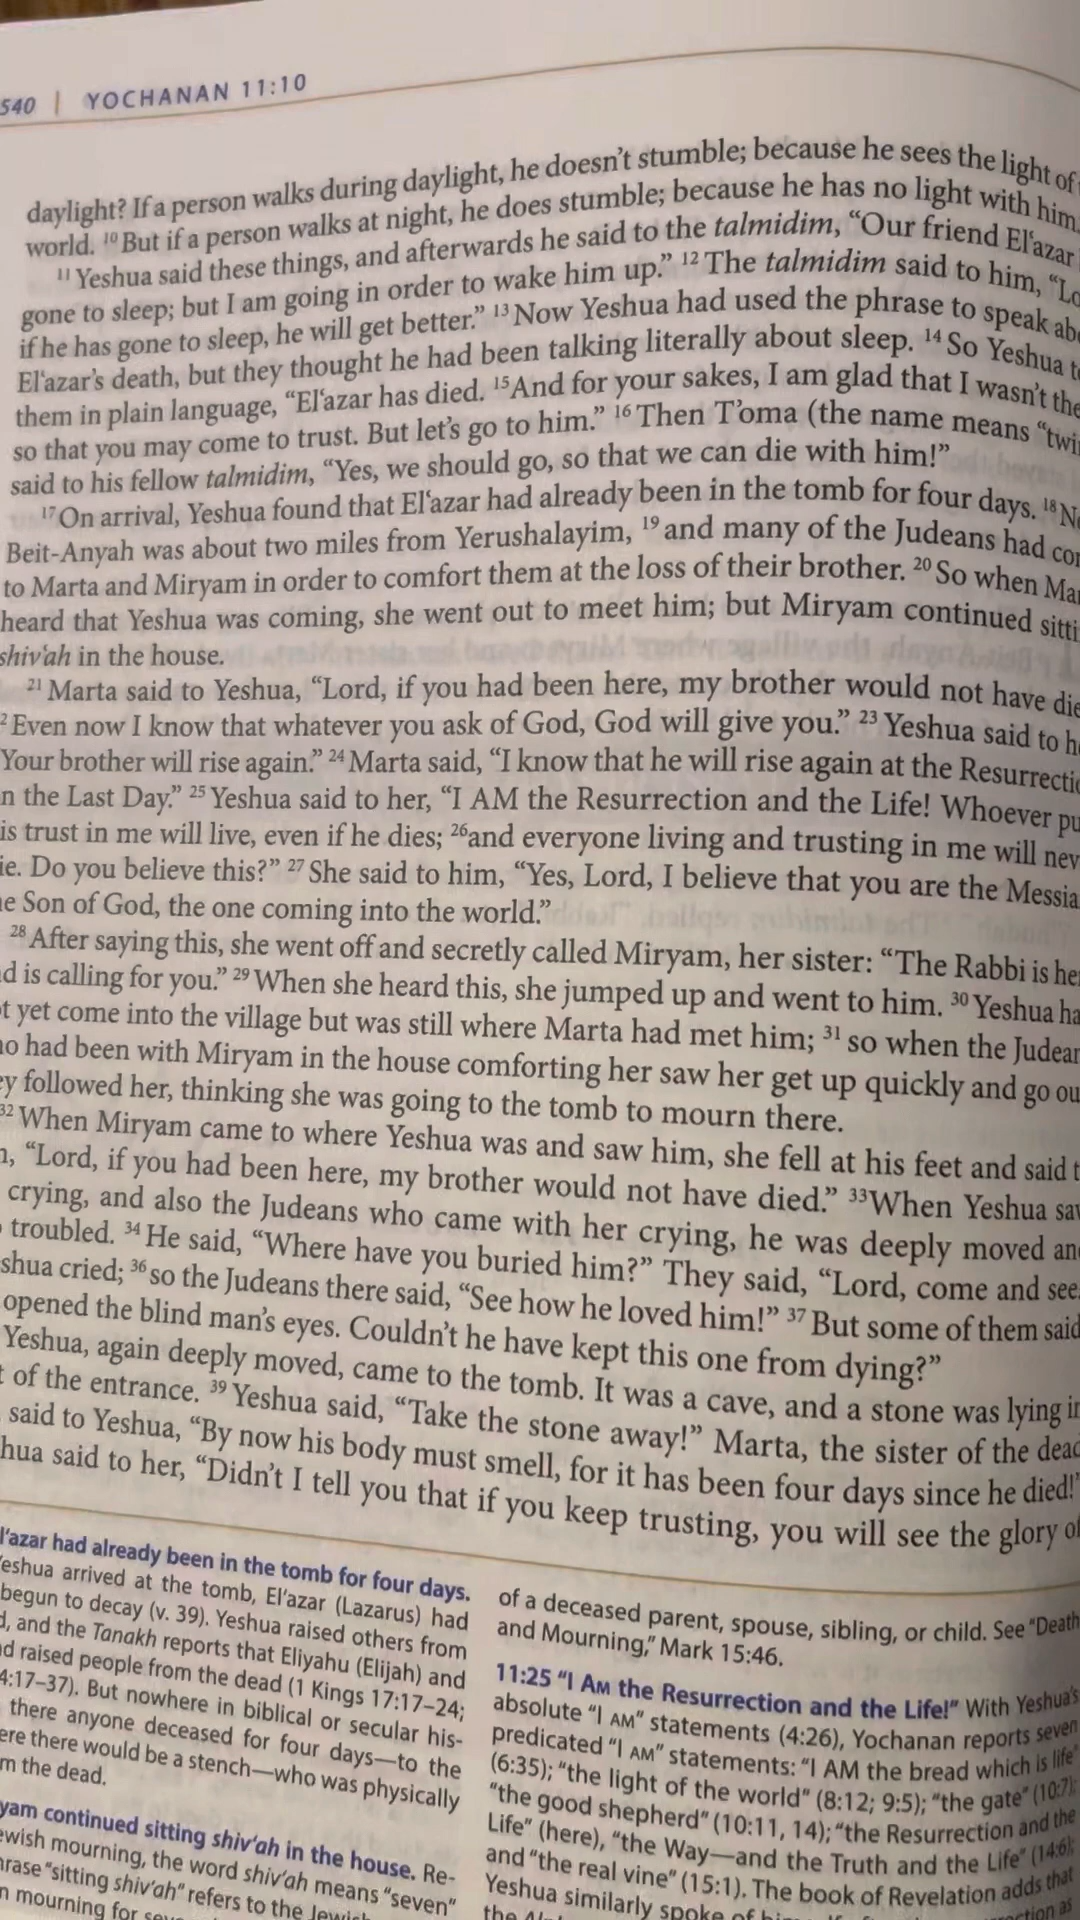 540 | YOCHANAN 11:10
daylight? If a person walks during daylight, he doesn't stumble; because he sees the light of
world. 10 But if a person walks at night, he does stumble; because he has no light with him.
11 Yeshua said these things, and afterwards he said to the talmidim, “Our friend El‘azar
gone to sleep; but I am going in order to wake him up.” 12 The talmidim said to him,
if he has gone to sleep, he will get better.” 13 Now Yeshua had used the phrase to speak
El‘azar's death, but they thought he had been talking literally about sleep. 14 So Yeshua
them in plain language, “El‘azar has died. 15 And for your sakes, I am glad that I wasn't
so that you may come to trust. But let's go to him.” 16 Then T'oma (the name means
said to his fellow talmidim, “Yes, we should go, so that we can die with him!”
17 On arrival, Yeshua found that El‘azar had already been in the tomb for four days. 18
Beit-Anyah was about two miles from Yerushalayim, 19 and many of the Judeans had
to Marta and Miryam in order to comfort them at the loss of their brother. 20 So when
heard that Yeshua was coming, she went out to meet him; but Miryam continued
shiv‘ah in the house.
21 Marta said to Yeshua, “Lord, if you had been here, my brother would not have
Even now I know that whatever you ask of God, God will give you.” 23 Yeshua said to
Your brother will rise again.” 24 Marta said, “I know that he will rise again at the
the Last Day.” 25 Yeshua said to her, “I AM the Resurrection and the Life! Whoever
trust in me will live, even if he dies; 26 and everyone living and trusting in me will
Do you believe this?” 27 She said to him, “Yes, Lord, I believe that you are the
Son of God, the one coming into the world.”
28 After saying this, she went off and secretly called Miryam, her sister: “The Rabbi is
is calling for you.” 29 When she heard this, she jumped up and went to him. 30 Yeshua
yet come into the village but was still where Marta had met him; 31 so when the
had been with Miryam in the house comforting her saw her get up quickly and go
followed her, thinking she was going to the tomb to mourn there.
32 When Miryam came to where Yeshua was and saw him, she fell at his feet and said
“Lord, if you had been here, my brother would not have died.” 33 When Yeshua
crying, and also the Judeans who came with her crying, he was deeply moved
troubled. 34 He said, “Where have you buried him?” They said, “Lord, come and see
cried; 36 so the Judeans there said, “See how he loved him!” 37 But some of them said
opened the blind man's eyes. Couldn't he have kept this one from dying?”
Yeshua, again deeply moved, came to the tomb. It was a cave, and a stone was lying
of the entrance. 39 Yeshua said, “Take the stone away!” Marta, the sister of the
said to Yeshua, “By now his body must smell, for it has been four days since he died!”
said to her, “Didn't I tell you that if you keep trusting, you will see the glory
had already been in the tomb for four days.
arrived at the tomb, El‘azar (Lazarus) had
begun to decay (v. 39). Yeshua raised others from
and the Tanakh reports that Eliyahu (Elijah) and
raised people from the dead (1 Kings 17:17–24;
4:17–37). But nowhere in biblical or secular his-
there anyone deceased for four days—to the
there would be a stench—who was physically
the dead.
continued sitting shiv‘ah in the house. Re-
mourning, the word shiv‘ah means “seven”
“sitting shiv‘ah” refers to the
mourning for
of a deceased parent, spouse, sibling, or child. See “Death
and Mourning,” Mark 15:46.
11:25 “I AM the Resurrection and the Life!” With Yeshua's
absolute “I AM” statements (4:26), Yochanan reports seven
predicated “I AM” statements: “I AM the bread which is life”
(6:35); “the light of the world” (8:12; 9:5); “the gate” (10:7);
“the good shepherd” (10:11, 14); “the Resurrection and the
Life” (here), “the Way—and the Truth and the Life” (14:6);
and “the real vine” (15:1). The book of Revelation adds that
Yeshua similarly spoke of
the